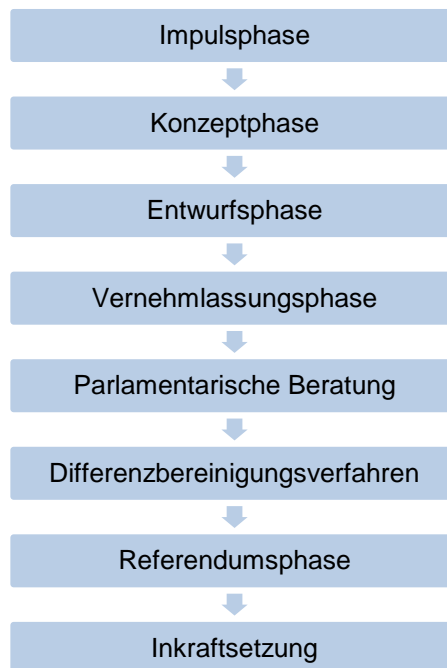 Impulsphase
Konzeptphase
Entwurfsphase
Vernehmlassungsphase
Parlamentarische Beratung
Differenzbereinigungsverfahren
Referendumsphase
Inkraftsetzung